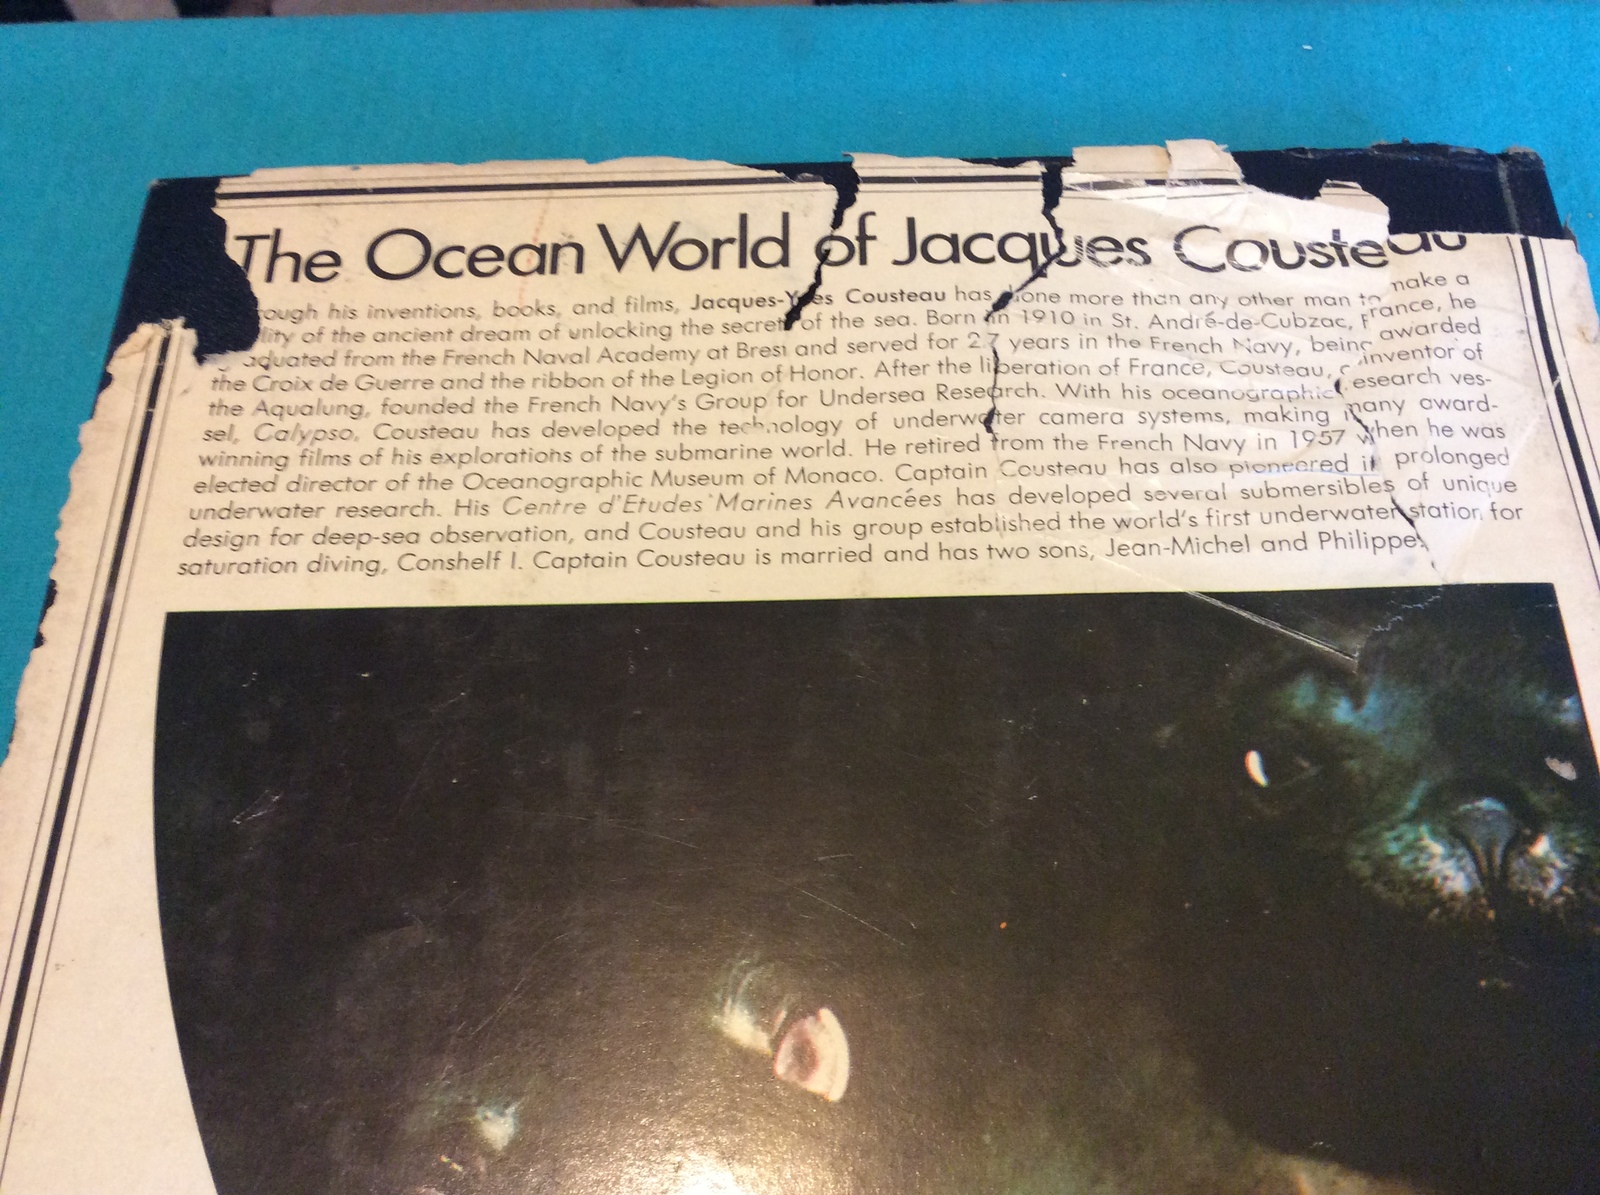 The Ocean World of Jacques Cousteau
ough his inventions, books, and films, Jacques-Yves Cousteau has done more than any other man to make a
lity of the ancient dream of unlocking the secrets of the sea. Born in 1910 in St. André-de-Cubzac, France, he
graduated from the French Naval Academy at Brest and served for 27 years in the French Navy, being awarded
the Croix de Guerre and the ribbon of the Legion of Honor. After the liberation of France, Cousteau, inventor of
the Aqualung, founded the French Navy's Group for Undersea Research. With his oceanographic research ves-
sel, Calypso, Cousteau has developed the technology of underwater camera systems, making many award-
winning films of his explorations of the submarine world. He retired from the French Navy in 1957 when he was
elected director of the Oceanographic Museum of Monaco. Captain Cousteau has also pioneered in prolonged
underwater research. His Centre d'Etudes Marines Avancées has developed several submersibles of unique
design for deep-sea observation, and Cousteau and his group established the world's first underwater station for
saturation diving, Conshelf I. Captain Cousteau is married and has two sons, Jean-Michel and Philippe.